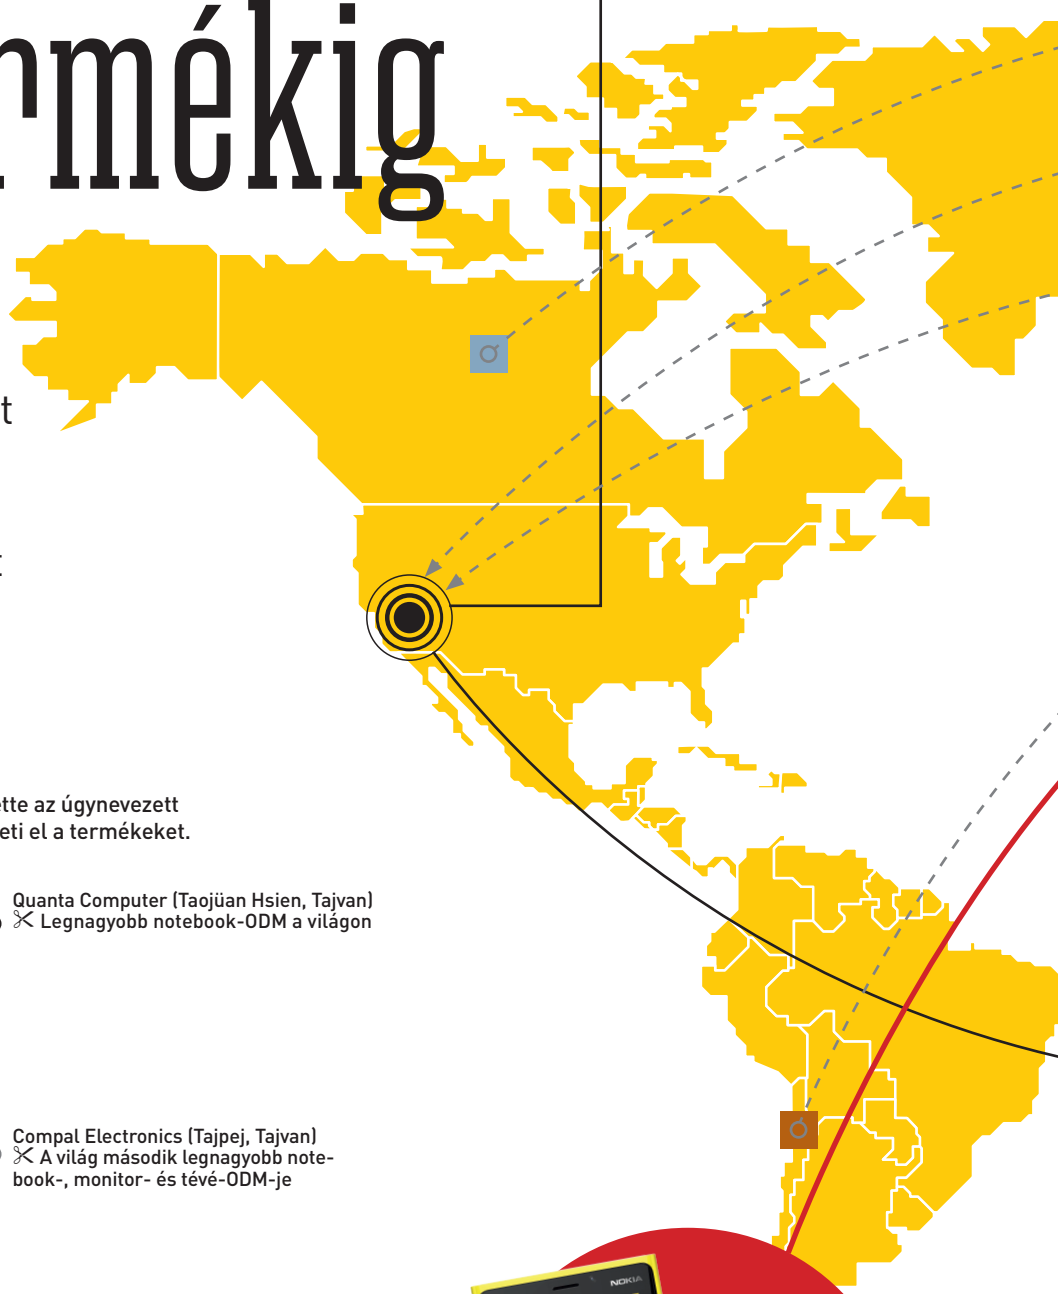 rmékig
t
tte az úgynevezett
eti el a termékeket.
Quanta Computer (Taojüan Hsien, Tajvan)
Legnagyobb notebook-ODM a világon
Compal Electronics (Tajpej, Tajvan)
A világ második legnagyobb note-
book-, monitor- és tévé-ODM-je
NOKIA